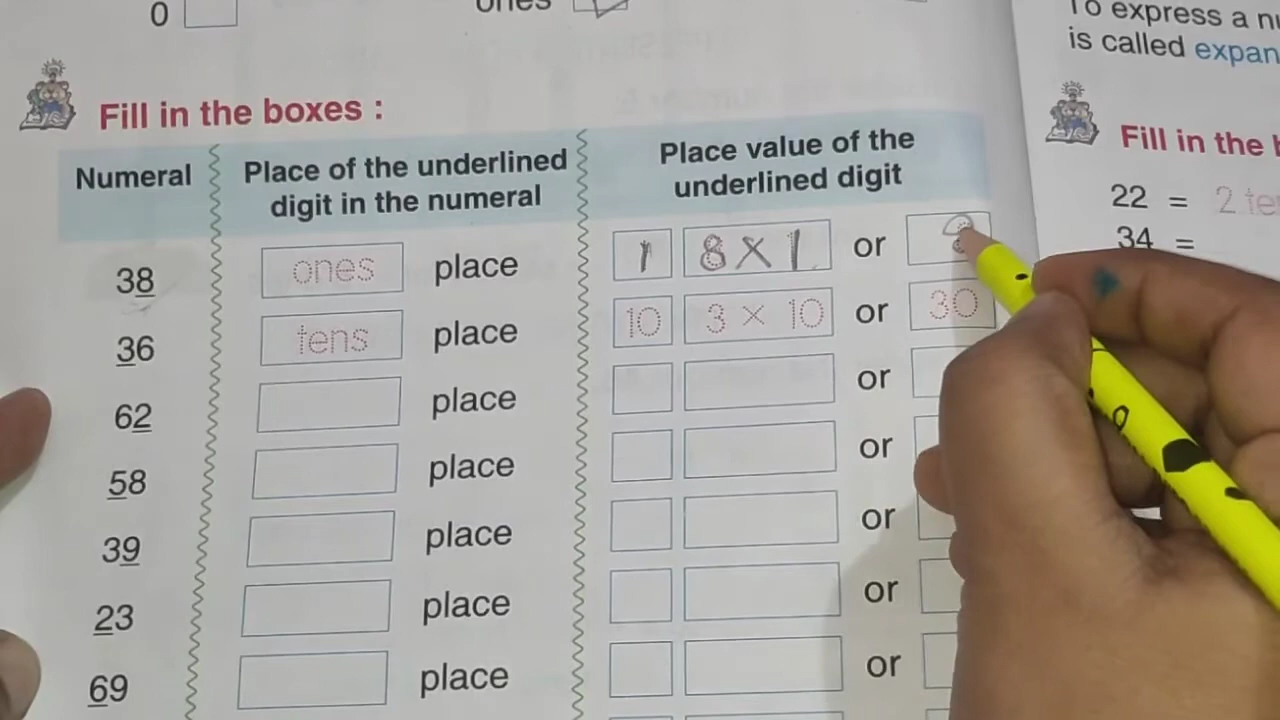 0
ones
Fill in the boxes :
Numeral Place of the underlined digit in the numeral Place value of the underlined digit
38 ones place 1 8 × 1 or 8
36 tens place 10 3 × 10 or 30
62 place or
58 place or
39 place or
23 place or
69 place or
To express a
is called expan
Fill in the
22 = 2 te
34 =